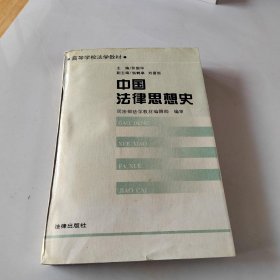 高等学校法学教材
中国
法律思想史
司法部法学教材编辑部 编审
GAO DENG
XUE XIAO
FA XUE
JIAO CAI
法律出版社